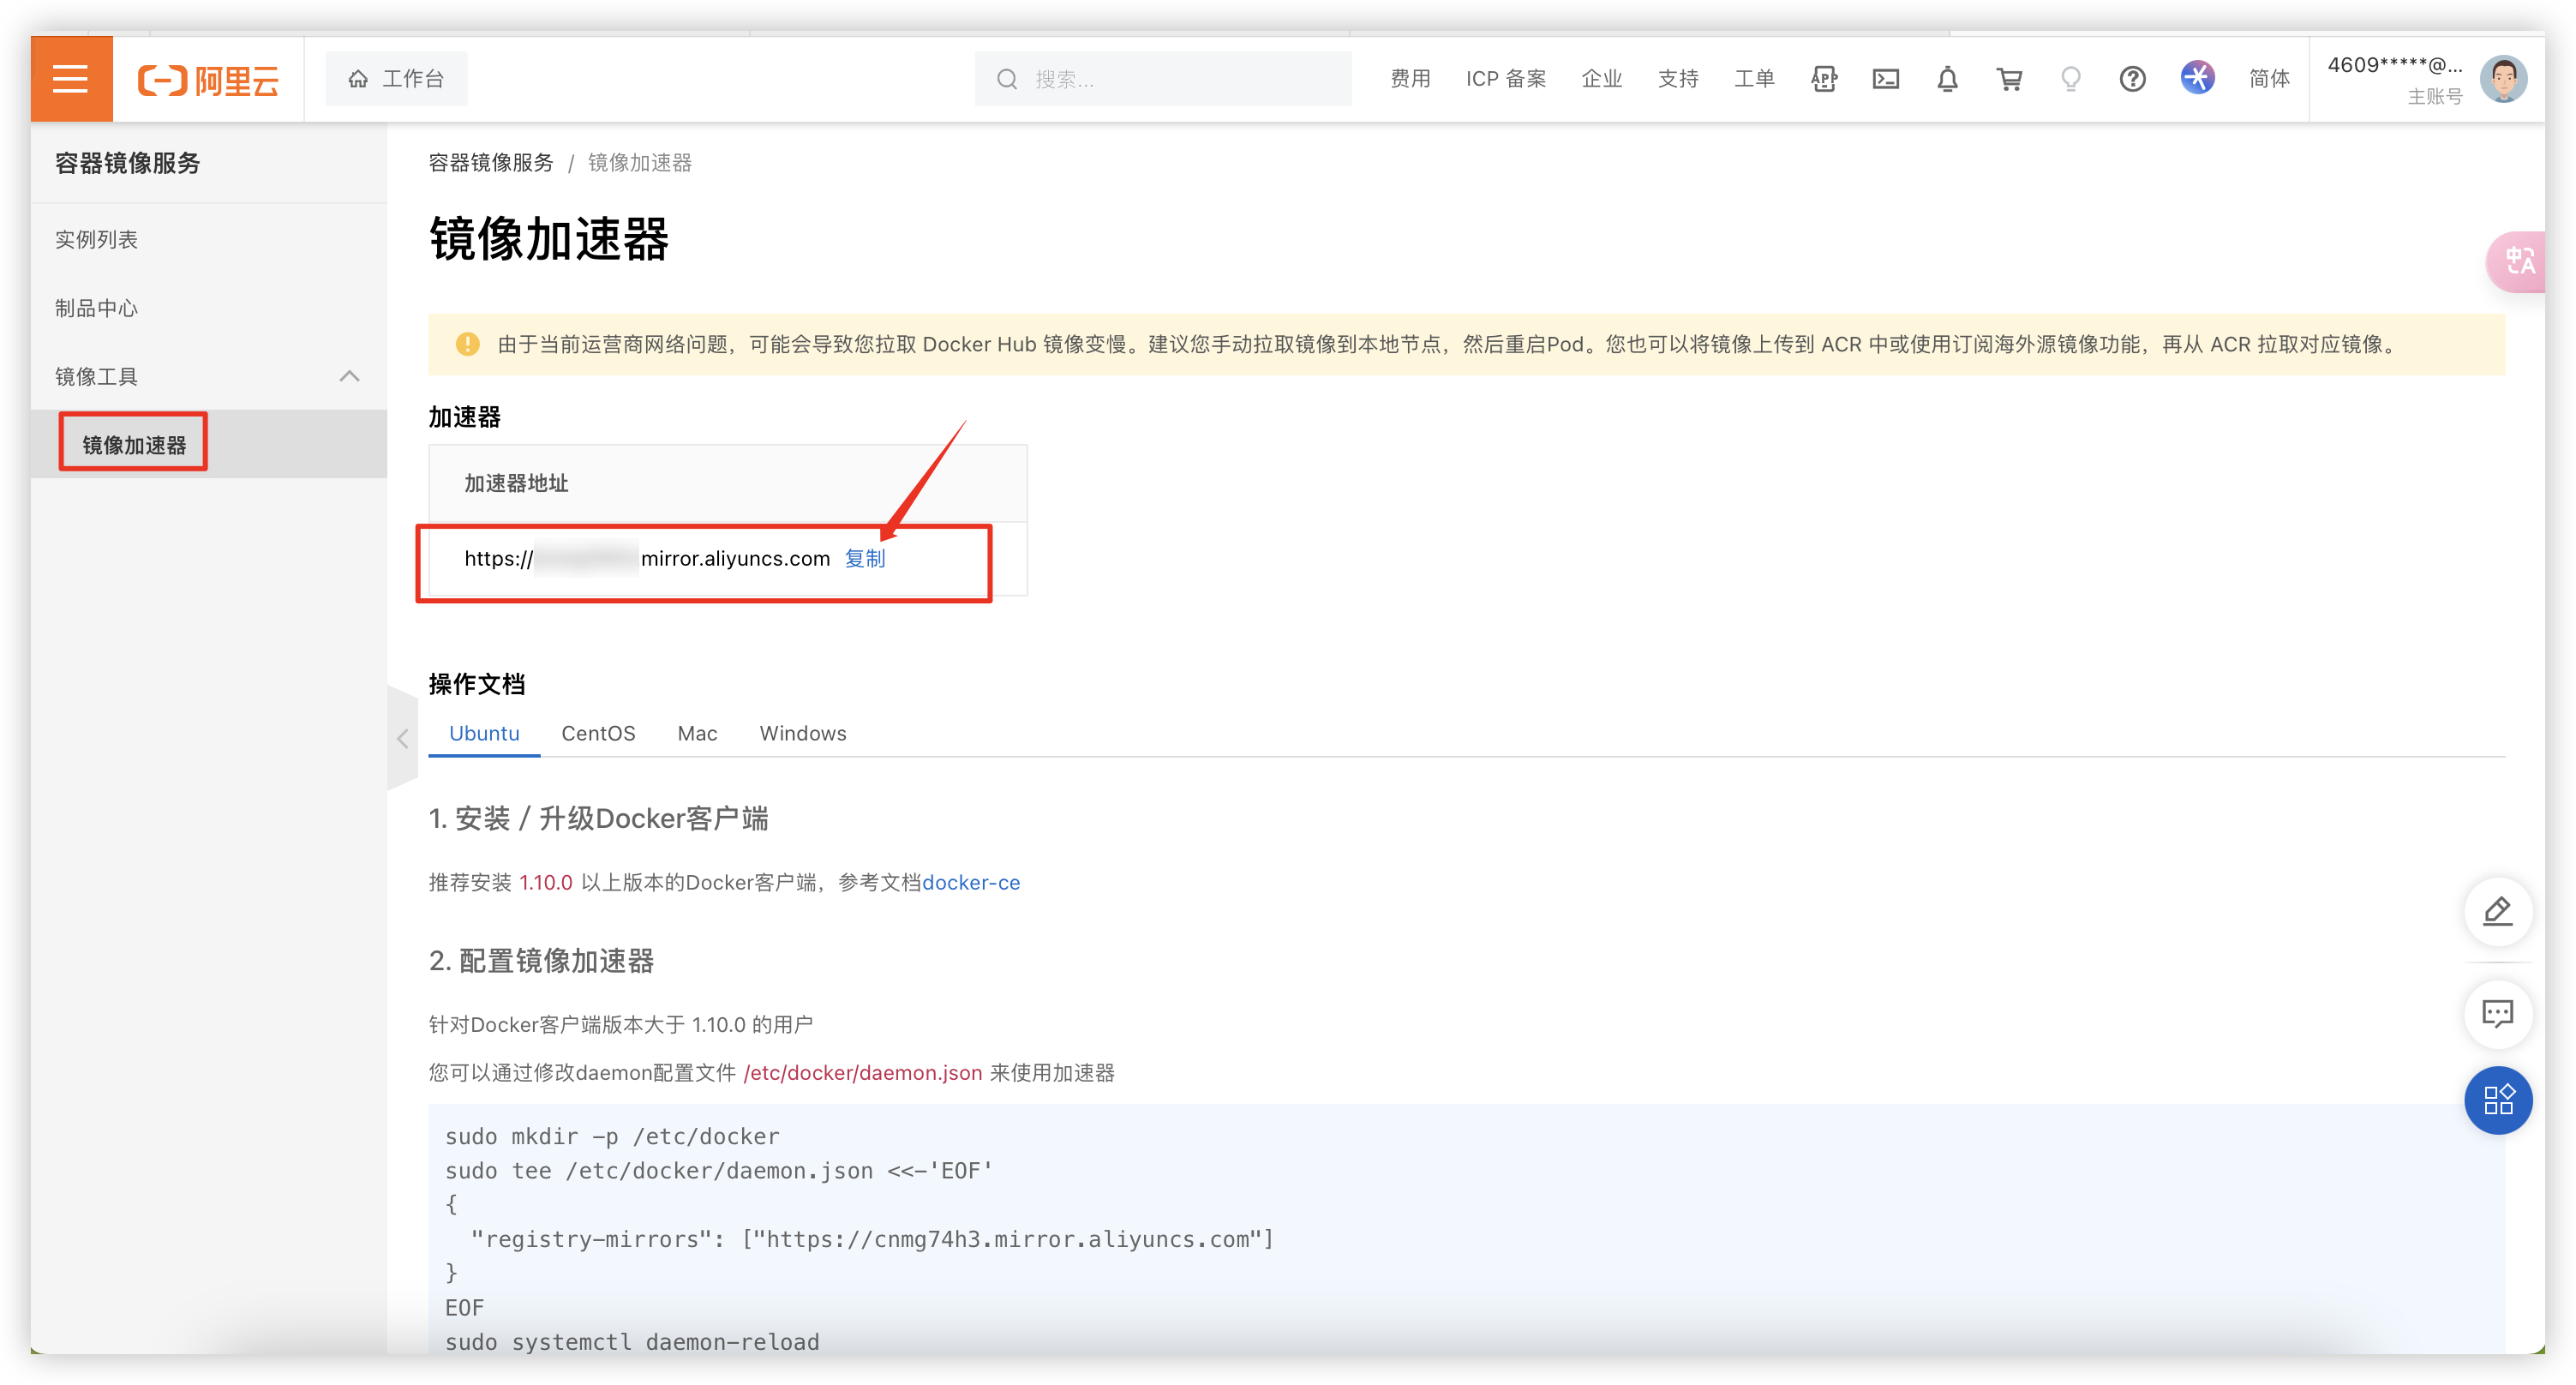 阿里云
工作台
搜索...
费用
ICP 备案
企业
支持
工单
APP
简体
4609*****@...
主账号
容器镜像服务
实例列表
制品中心
镜像工具
镜像加速器
容器镜像服务 / 镜像加速器
镜像加速器
由于当前运营商网络问题，可能会导致您拉取 Docker Hub 镜像变慢。建议您手动拉取镜像到本地节点，然后重启Pod。您也可以将镜像上传到 ACR 中或使用订阅海外源镜像功能，再从 ACR 拉取对应镜像。
中A
加速器
加速器地址
https://mirror.aliyuncs.com 复制
操作文档
Ubuntu CentOS Mac Windows
1. 安装／升级Docker客户端
推荐安装 1.10.0 以上版本的Docker客户端，参考文档docker-ce
2. 配置镜像加速器
针对Docker客户端版本大于 1.10.0 的用户
您可以通过修改daemon配置文件 /etc/docker/daemon.json 来使用加速器
sudo mkdir -p /etc/docker
sudo tee /etc/docker/daemon.json <<-'EOF'
{
  "registry-mirrors": ["https://cnmg74h3.mirror.aliyuncs.com"]
}
EOF
sudo systemctl daemon-reload